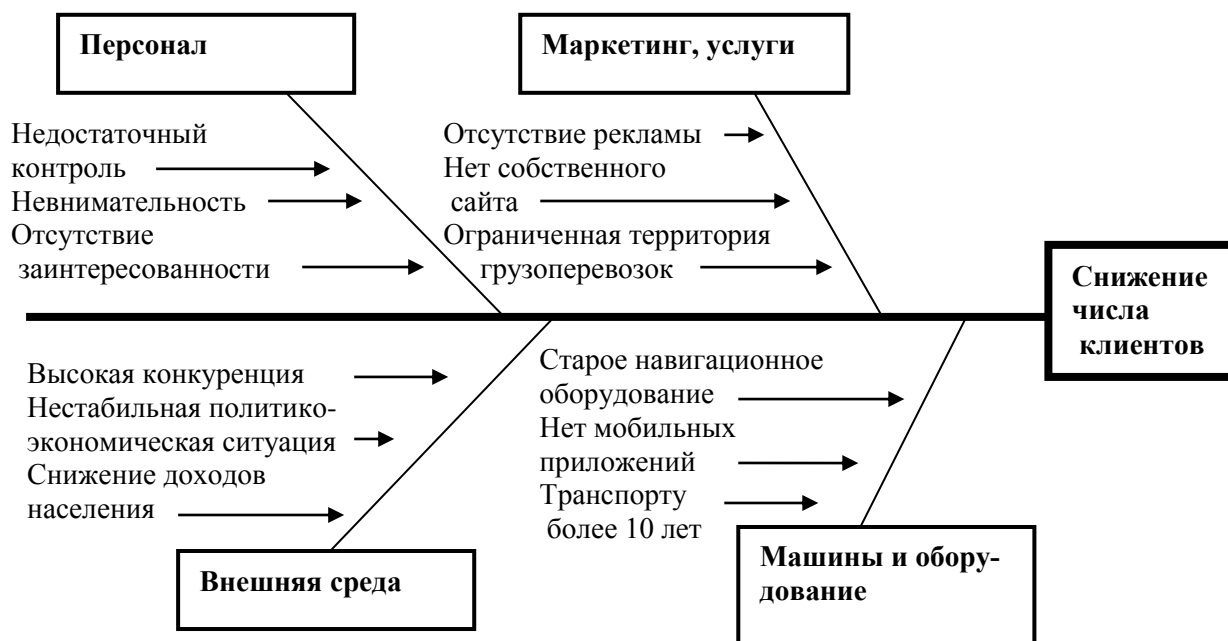 Персонал
Маркетинг, услуги
Недостаточный
контроль
Невнимательность
Отсутствие
заинтересованности
Отсутствие рекламы
Нет собственного
сайта
Ограниченная территория
грузоперевозок
Снижение
числа
клиентов
Высокая конкуренция
Нестабильная политико-
экономическая ситуация
Снижение доходов
населения
Старое навигационное
оборудование
Нет мобильных
приложений
Транспорту
более 10 лет
Внешняя среда
Машины и обору-
дование